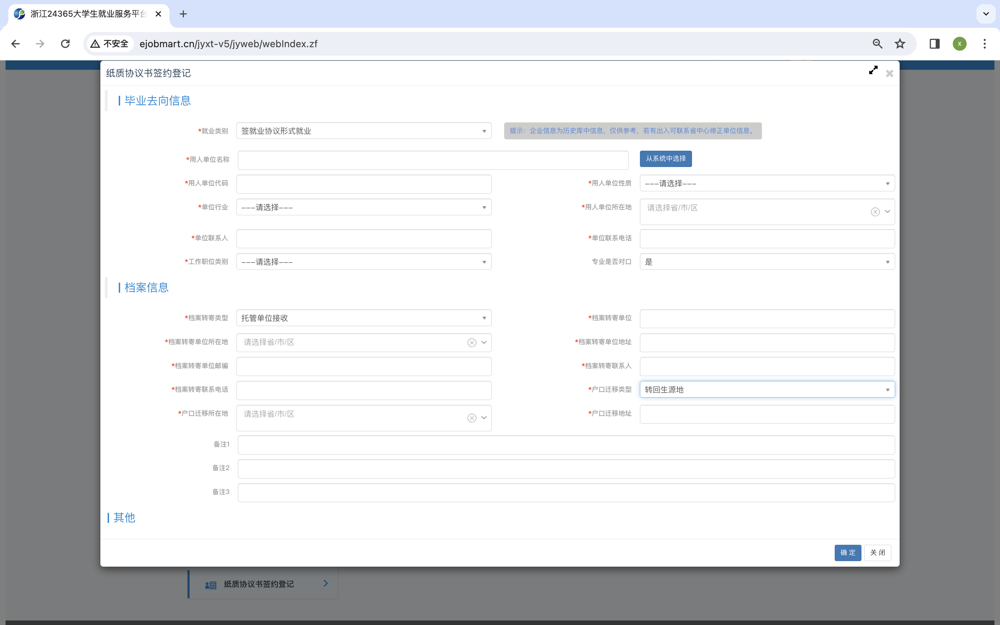 浙江24365大学生就业服务平台
不安全 ejobmart.cn/jyxt-v5/jyweb/webIndex.zf
X
纸质协议书签约登记
毕业去向信息
*就业类别 签就业协议形式就业 提示：企业信息为历史库中信息，仅供参考，若有出入可联系省中心修正单位信息。
*用人单位名称 从系统中选择
*用人单位代码 *用人单位性质 ---请选择---
*单位行业 ---请选择--- *用人单位所在地 请选择省/市/区
*单位联系人 *单位联系电话
*工作职位类别 ---请选择--- 专业是否对口 是
档案信息
*档案转寄类型 托管单位接收 *档案转寄单位
*档案转寄单位所在地 请选择省/市/区 *档案转寄单位地址
*档案转寄单位邮编 *档案转寄联系人
*档案转寄联系电话 *户口迁移类型 转回生源地
*户口迁移所在地 请选择省/市/区 *户口迁移地址
备注1
备注2
备注3
其他
确 定 关 闭
纸质协议书签约登记